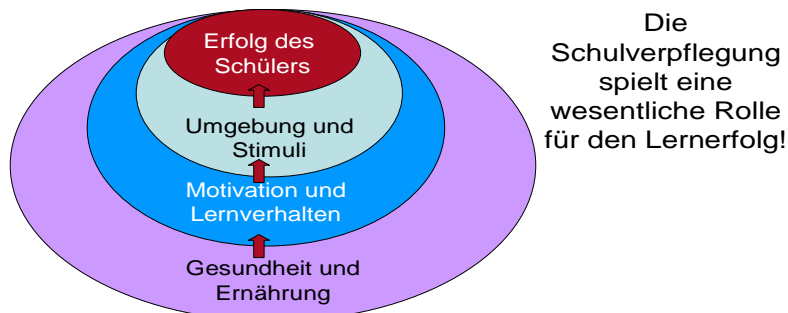 Erfolg des
Schülers
Umgebung und
Stimuli
Motivation und
Lernverhalten
Gesundheit und
Ernährung
Die
Schulverpflegung
spielt eine
wesentliche Rolle
für den Lernerfolg!